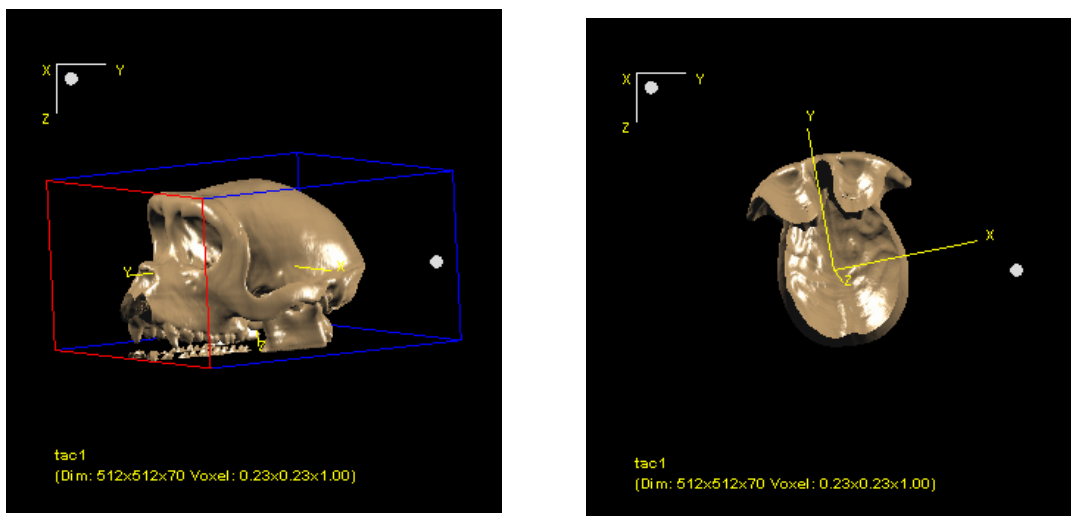 X Y
Z
Y X
Z
tac1
(Dim: 512x512x70 Voxel: 0.23x0.23x1.00)
X Y
Z
Y
X
Z
tac1
(Dim: 512x512x70 Voxel: 0.23x0.23x1.00)